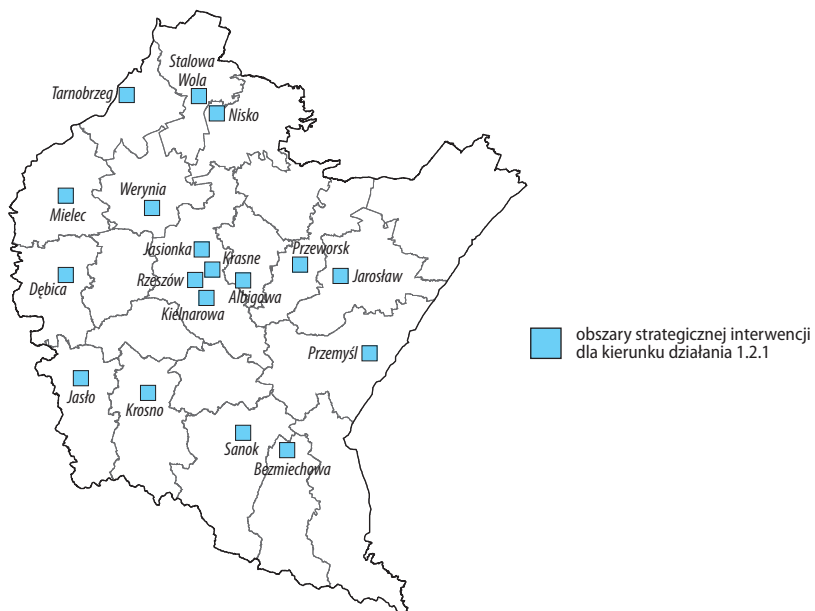 Stalowa
Wola
Tarnobrzeg
Nisko
Werynia
Mielec
Jasionka
Krasne
Przeworsk
Rzeszów
Albigowa
Jarosław
Dębica
Kielnarowa
Przemyśl
obszary strategicznej interwencji
dla kierunku działania 1.2.1
Jasło
Krosno
Sanok
Bezmiechowa